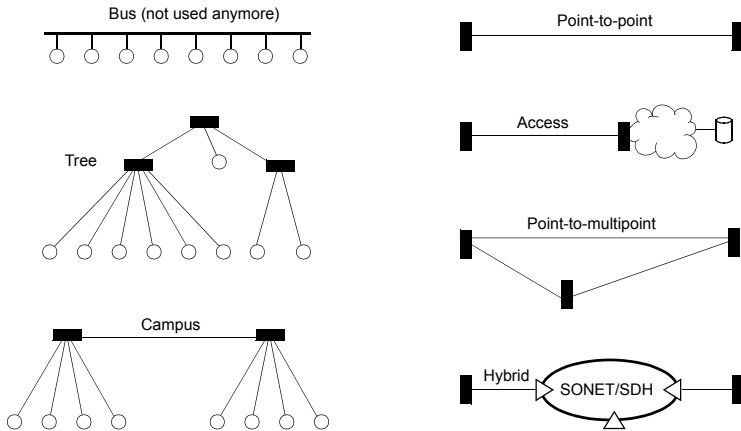 Bus (not used anymore)
Tree
Campus
Point-to-point
Access
Point-to-multipoint
Hybrid
SONET/SDH